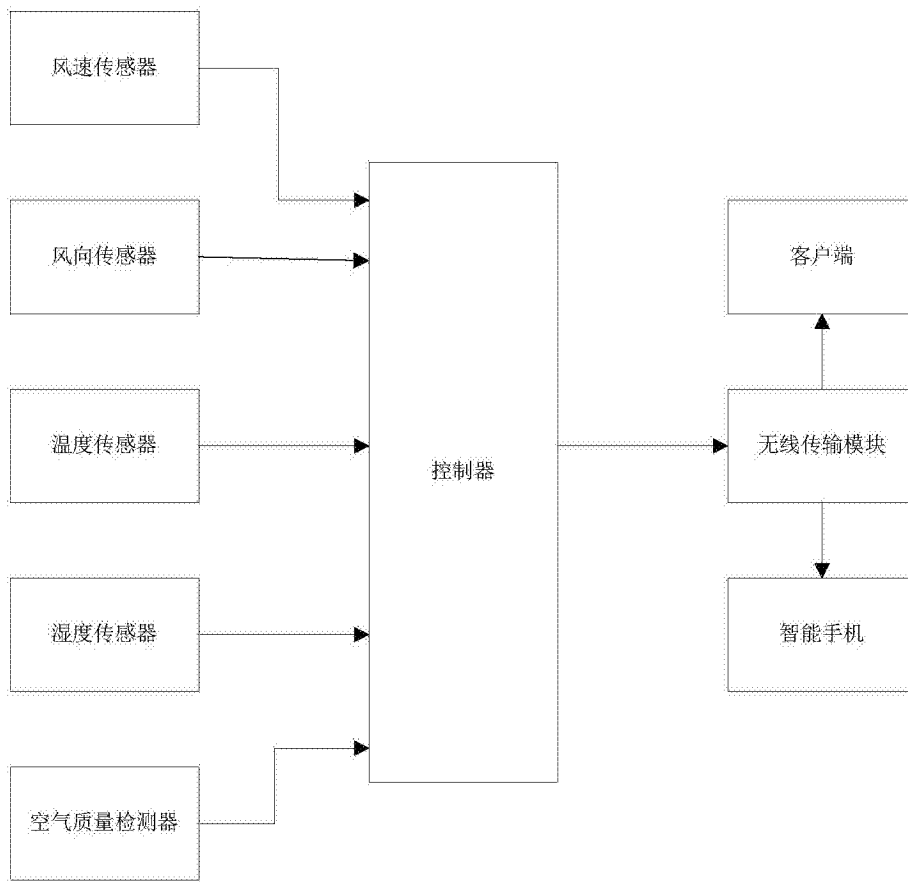 风速传感器
风向传感器
温度传感器
湿度传感器
空气质量检测器
控制器
客户端
无线传输模块
智能手机